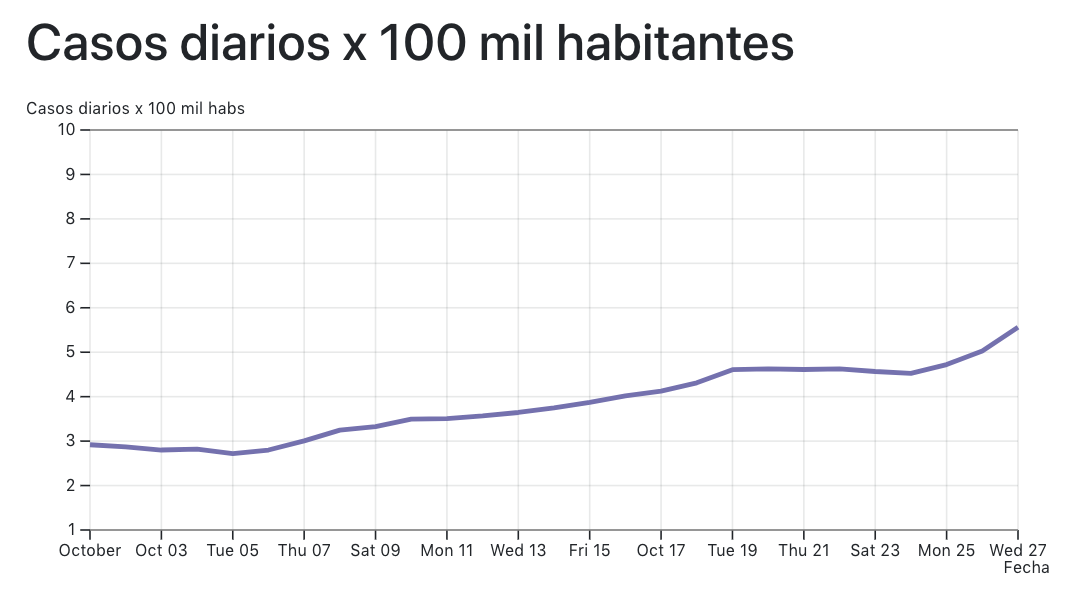 Casos diarios x 100 mil habitantes
Casos diarios x 100 mil habs
10
9
8
7
6
5
4
3
2
1
October Oct 03 Tue 05 Thu 07 Sat 09 Mon 11 Wed 13 Fri 15 Oct 17 Tue 19 Thu 21 Sat 23 Mon 25 Wed 27
Fecha